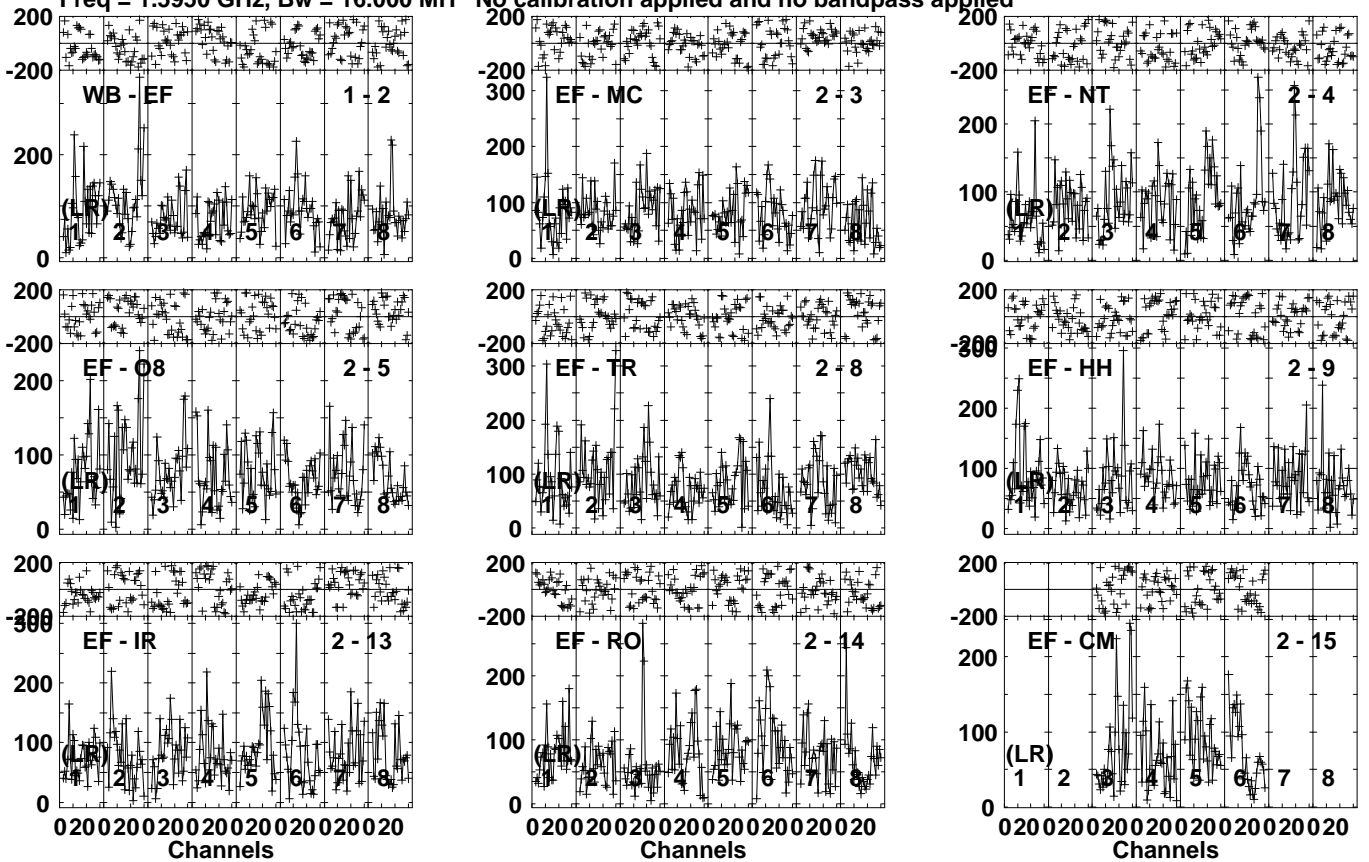 Freq = 1.5950 GHz, Bw = 16.000 MH No calibration applied and no bandpass applied
200 200 200
-200 -200 -200
WB - EF 1 - 2 300 EF - MC 2 - 3 EF - NT 2 - 4
200 200 200
100 100
(LR) (LR) (LR)
1 2 3 4 5 6 7 8 1 2 3 4 5 6 7 8 1 2 3 4 5 6 7 8
0 0 0
200 200 200
-200 -200 -200
300
EF - O8 2 - 5 300 EF - TR 2 - 8 EF - HH 2 - 9
200 200 200
100 100 100
(LR) (LR) (LR)
1 2 3 4 5 6 7 8 1 2 3 4 5 6 7 8 1 2 3 4 5 6 7 8
0 0 0
200 200 200
-200 -200 -200
300
EF - IR 2 - 13 EF - RO 2 - 14 EF - CM 2 - 15
200 200 200
100 100 100
(LR) (LR) (LR)
1 2 3 4 5 6 7 8 1 2 3 4 5 6 7 8 1 2 3 4 5 6 7 8
0 0 0
0 20 0 20 0 20 0 20 0 20 0 20 0 20 0 20 0 20 0 20 0 20 0 20 0 20 0 20 0 20 0 20 0 20 0 20 0 20 0 20 0 20 0 20 0 20 0 20
Channels Channels Channels